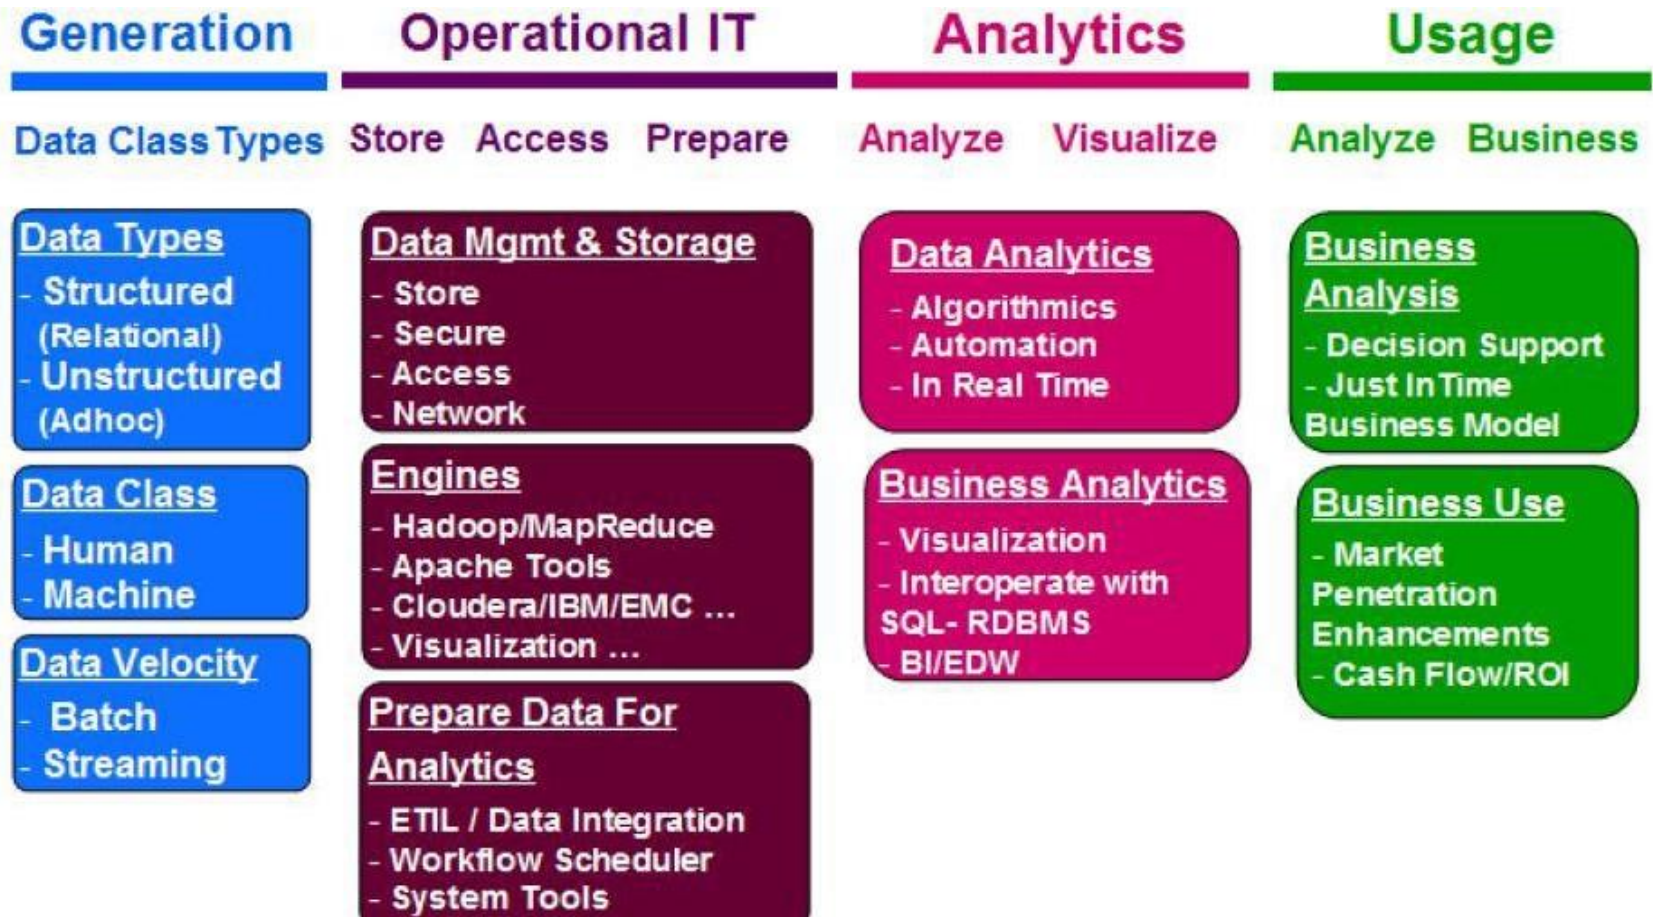 Generation
Data Class Types
Data Types
- Structured
(Relational)
- Unstructured
(Adhoc)
Data Class
- Human
- Machine
Data Velocity
- Batch
- Streaming
Operational IT
Store Access Prepare
Data Mgmt & Storage
- Store
- Secure
- Access
- Network
Engines
- Hadoop/MapReduce
- Apache Tools
- Cloudera/IBM/EMC ...
- Visualization ...
Prepare Data For
Analytics
- ETIL / Data Integration
- Workflow Scheduler
- System Tools
Analytics
Analyze Visualize
Data Analytics
- Algorithmics
- Automation
- In Real Time
Business Analytics
- Visualization
- Interoperate with
SQL- RDBMS
- BI/EDW
Usage
Analyze Business
Business
Analysis
- Decision Support
- Just InTime
Business Model
Business Use
- Market
Penetration
Enhancements
- Cash Flow/ROI